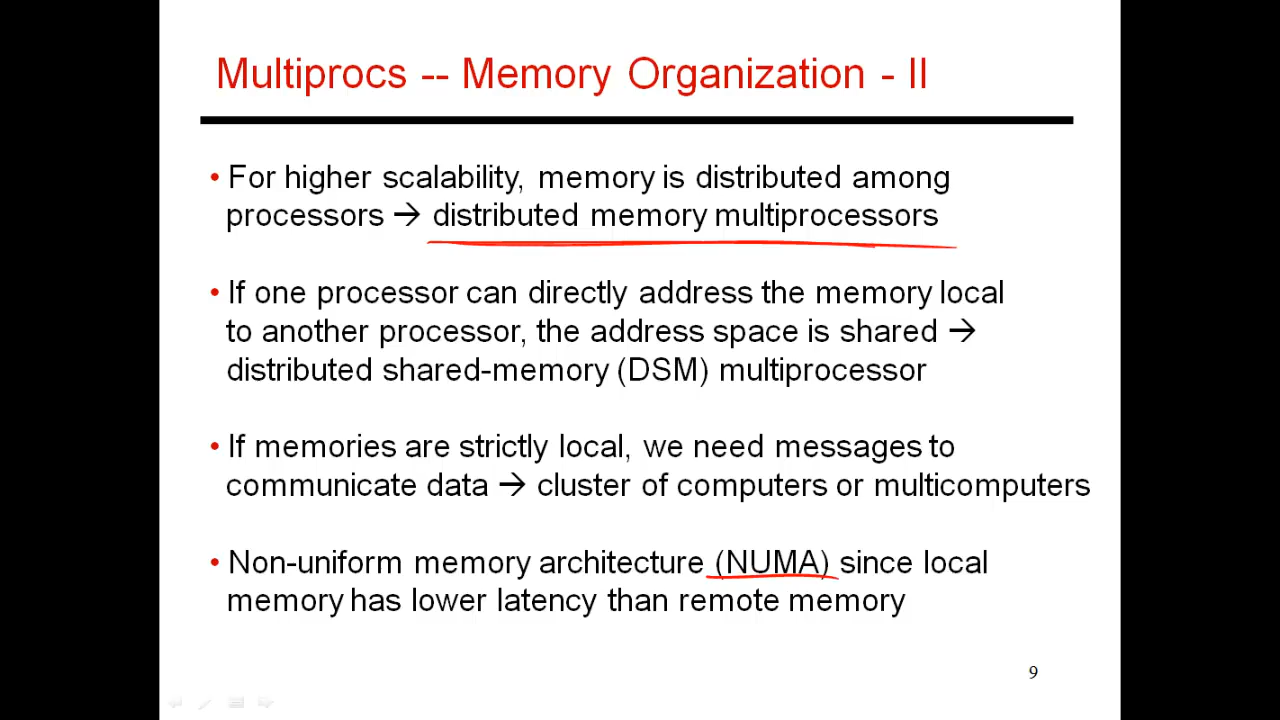 Multiprocs -- Memory Organization - II
• For higher scalability, memory is distributed among
processors → distributed memory multiprocessors
• If one processor can directly address the memory local
to another processor, the address space is shared →
distributed shared-memory (DSM) multiprocessor
• If memories are strictly local, we need messages to
communicate data → cluster of computers or multicomputers
• Non-uniform memory architecture (NUMA) since local
memory has lower latency than remote memory
9